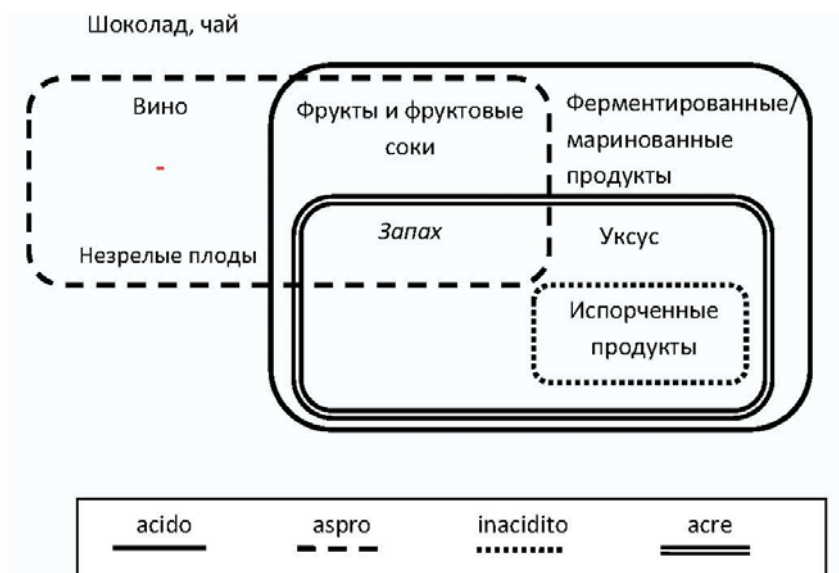 Шоколад, чай
Вино
Фрукты и фруктовые
соки
Ферментированные/
маринованные
продукты
-
Незрелые плоды
Запах
Уксус
Испорченные
продукты
acido aspro inacidito acre